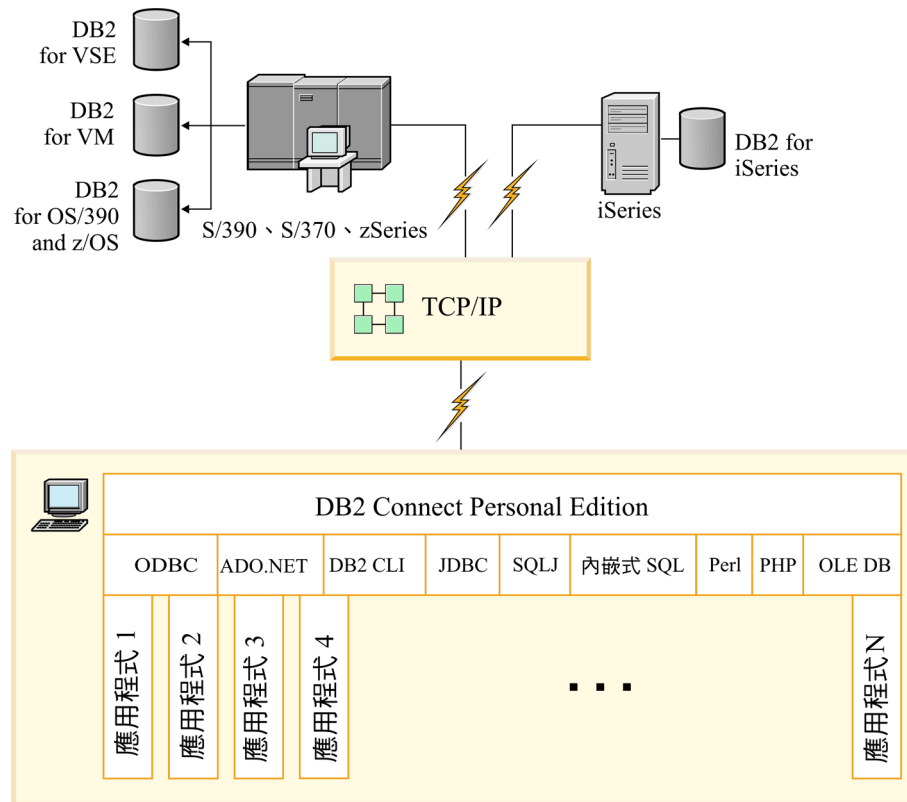 DB2
for VSE
DB2
for VM
DB2
for OS/390
and z/OS
S/390、S/370、zSeries
iSeries
DB2 for
iSeries
TCP/IP
DB2 Connect Personal Edition
ODBC
ADO.NET
DB2 CLI
JDBC
SQLJ
內嵌式 SQL
Perl
PHP
OLE DB
應用程式 1
應用程式 2
應用程式 3
應用程式 4
...
應用程式 N